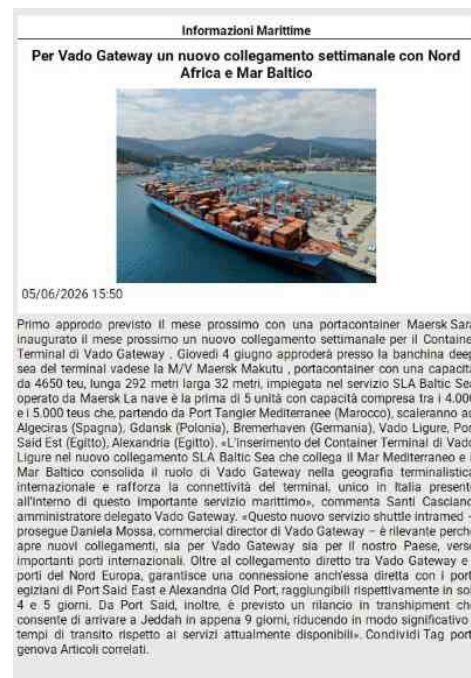 Informazioni Marittime
Per Vado Gateway un nuovo collegamento settimanale con Nord
Africa e Mar Baltico
05/06/2026 15:50
Primo approdo previsto il mese prossimo con una portacontainer Maersk Sarà
inaugurato il mese prossimo un nuovo collegamento settimanale per il Container
Terminal di Vado Gateway . Giovedì 4 giugno approderà presso la banchina deep
sea del terminal vadese la M/V Maersk Makutu , portacontainer con una capacità
da 4650 teu, lunga 292 metri larga 32 metri, impiegata nel servizio SLA Baltic Sea
operato da Maersk La nave è la prima di 5 unità con capacità compresa tra i 4.000
e i 5.000 teus che, partendo da Port Tangier Mediterranee (Marocco), scaleranno ad
Algeciras (Spagna), Gdansk (Polonia), Bremerhaven (Germania), Vado Ligure, Port
Said Est (Egitto), Alexandria (Egitto). «L'inserimento del Container Terminal di Vado
Ligure nel nuovo collegamento SLA Baltic Sea che collega il Mar Mediterraneo e il
Mar Baltico consolida il ruolo di Vado Gateway nella geografia terminalistica
internazionale e rafforza la connettività del terminal, unico in Italia presente
all'interno di questo importante servizio marittimo», commenta Santi Casciano,
amministratore delegato Vado Gateway. «Questo nuovo servizio shuttle intramed –
prosegue Daniela Mossa, commercial director di Vado Gateway – è rilevante perché
apre nuovi collegamenti, sia per Vado Gateway sia per il nostro Paese, verso
importanti porti internazionali. Oltre al collegamento diretto tra Vado Gateway e i
porti del Nord Europa, garantisce una connessione anch'essa diretta con i porti
egiziani di Port Said East e Alexandria Old Port, raggiungibili rispettivamente in soli
4 e 5 giorni. Da Port Said, inoltre, è previsto un rilancio in transhipment che
consente di arrivare a Jeddah in appena 9 giorni, riducendo in modo significativo i
tempi di transito rispetto ai servizi attualmente disponibili». Condividi Tag porti
genova Articoli correlati.